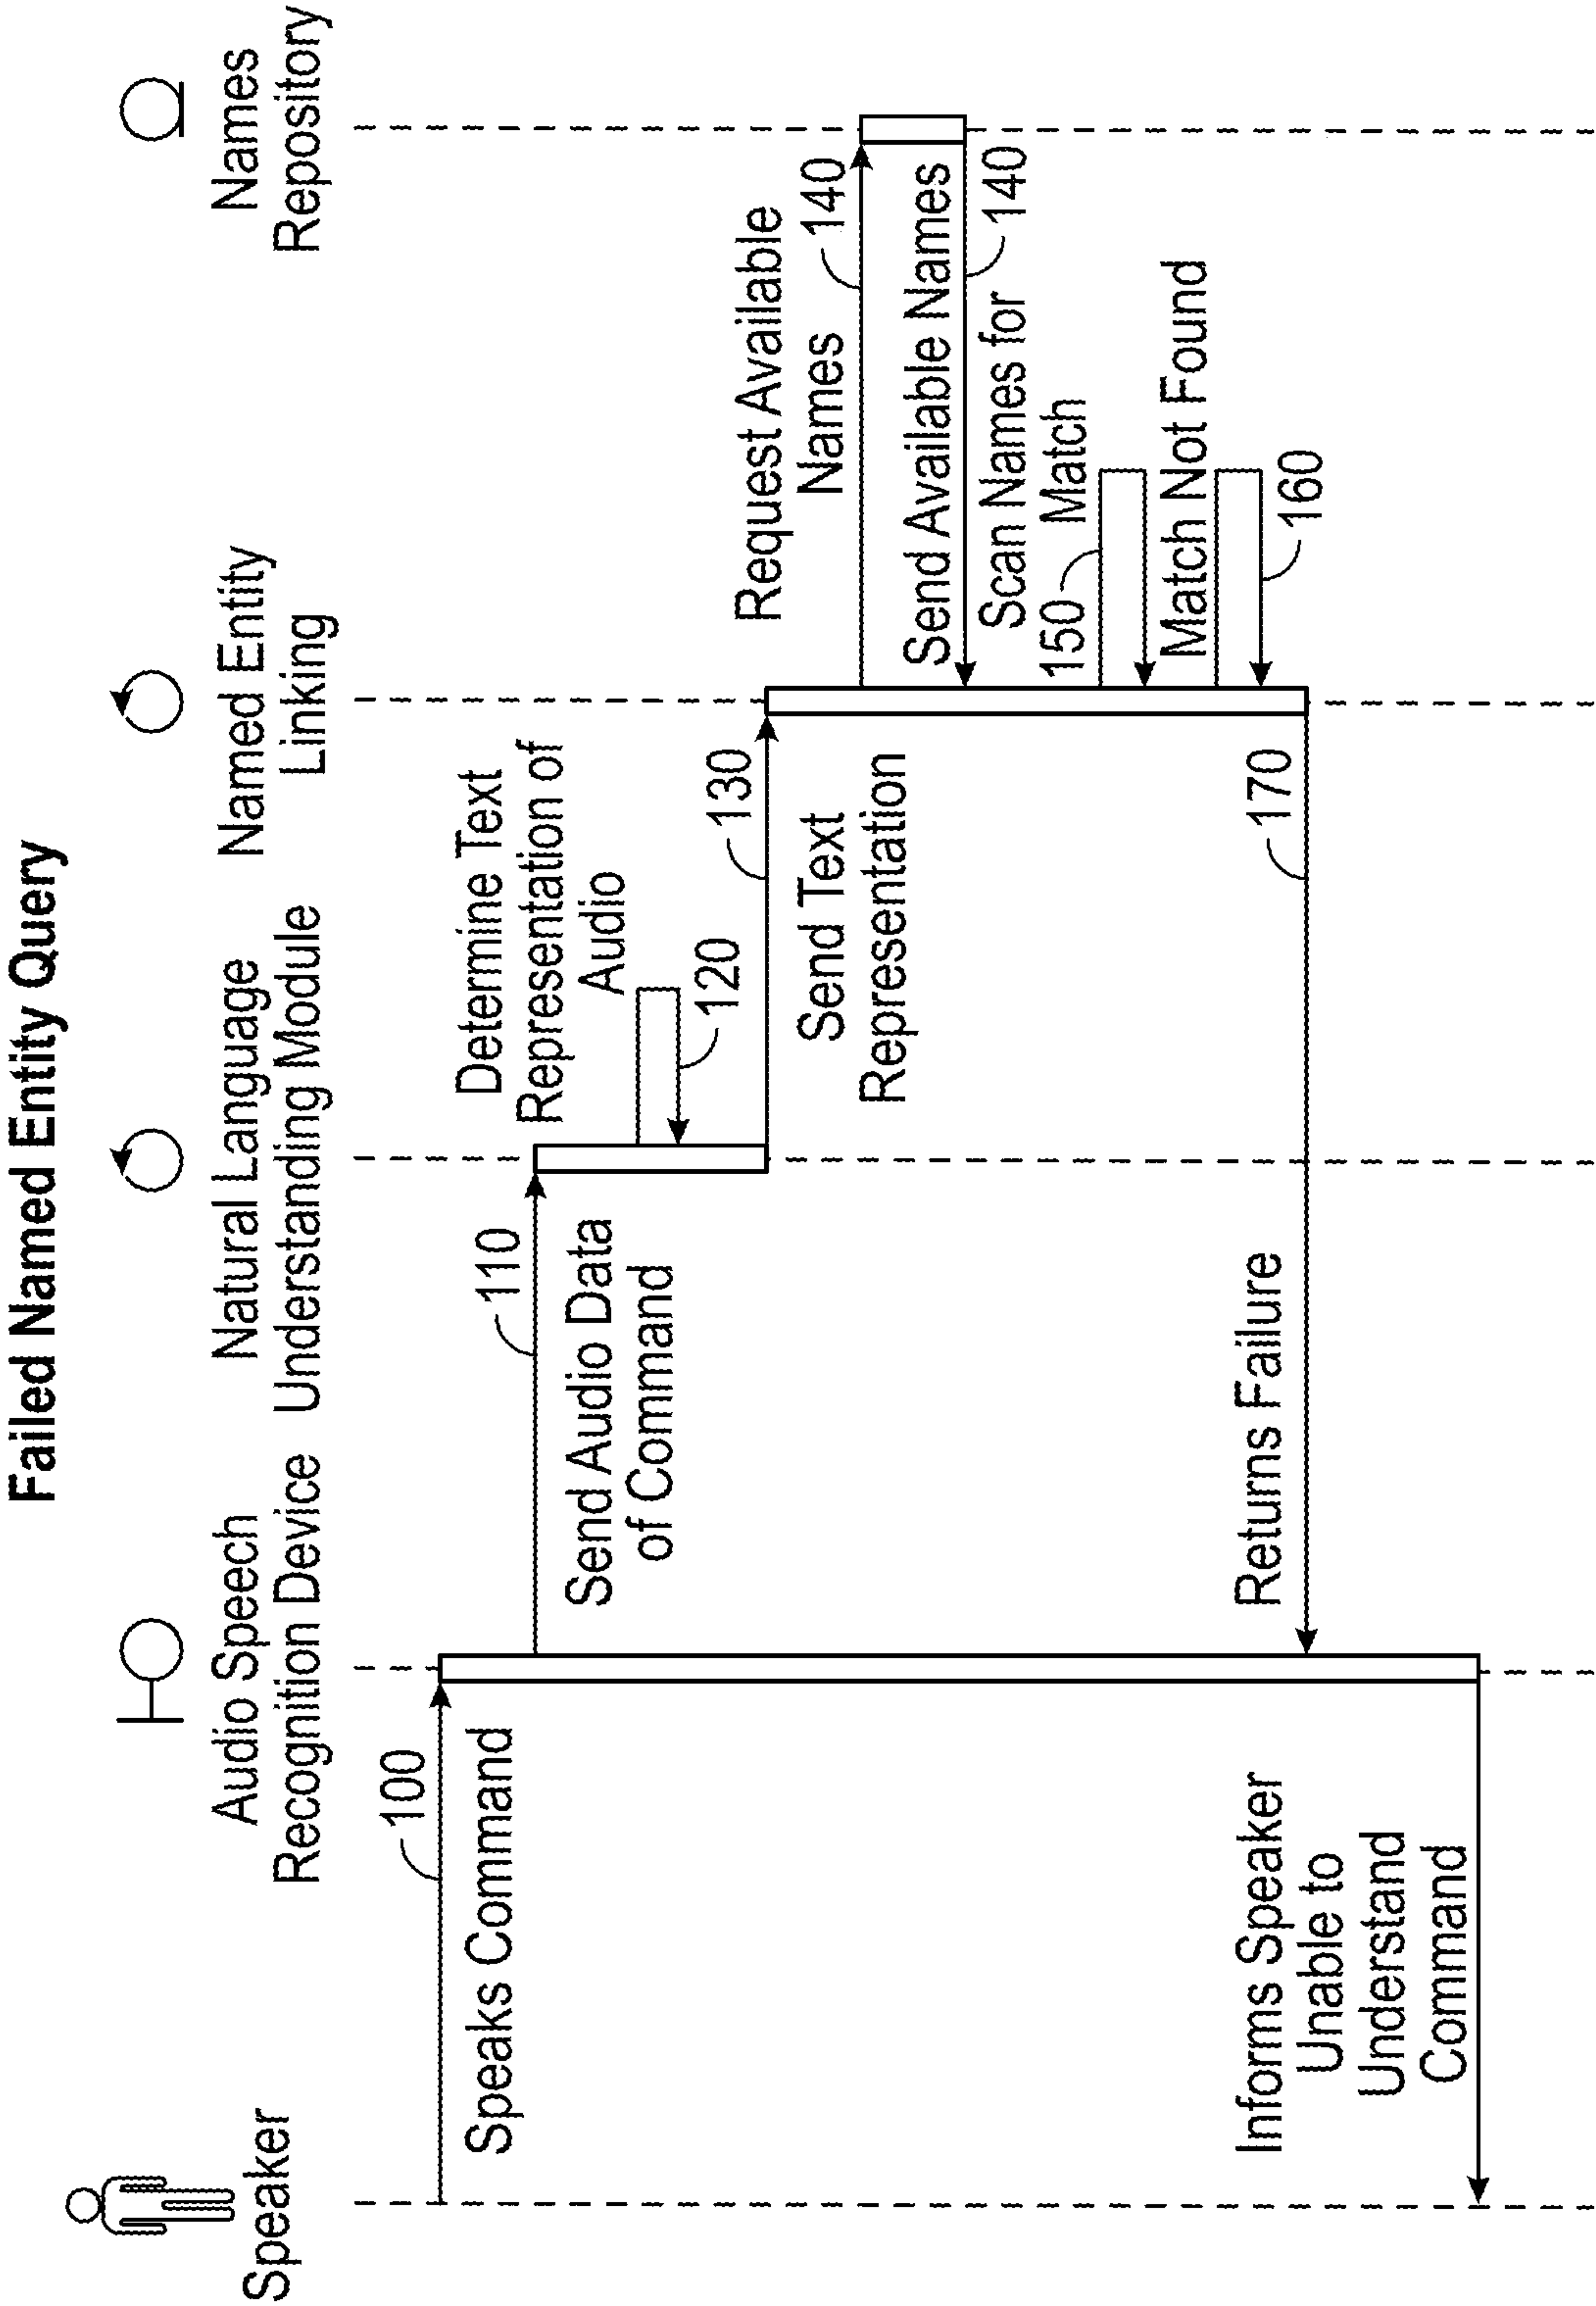 Failed Named Entity Query
Speaker
Audio Speech
Recognition Device
Natural Language
Understanding Module
Named Entity
Linking
Names
Repository
100
Speaks Command
110
Send Audio Data
of Command
Determine Text
Representation of
Audio
120
130
Send Text
Representation
Request Available
Names
140
Send Available Names
140
Scan Names for
Match
150
Match Not Found
160
170
Returns Failure
Informs Speaker
Unable to
Understand
Command